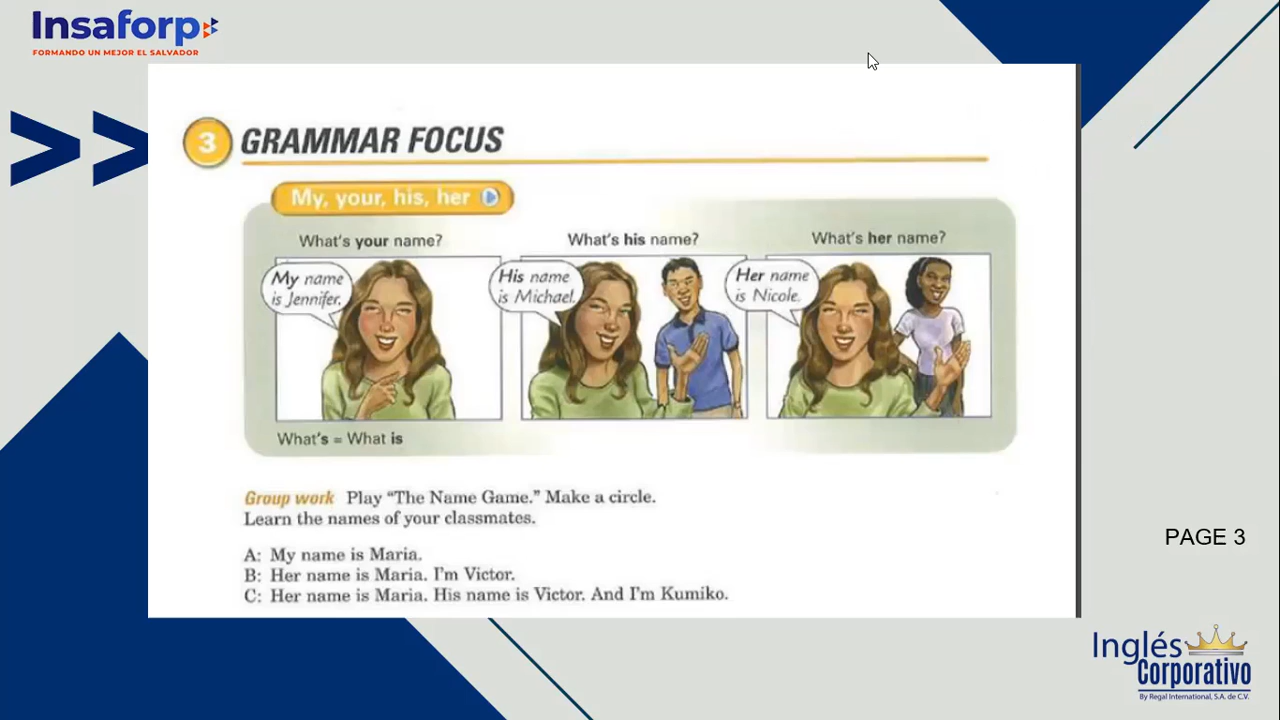 Insaforp
FORMANDO UN MEJOR EL SALVADOR
>>
3 GRAMMAR FOCUS
My, your, his, her
What's your name?
What's his name?
What's her name?
My name
is Jennifer.
His name
is Michael.
Her name
is Nicole.
What's = What is
Group work Play “The Name Game.” Make a circle.
Learn the names of your classmates.
A: My name is Maria.
B: Her name is Maria. I'm Victor.
C: Her name is Maria. His name is Victor. And I'm Kumiko.
PAGE 3
Inglés
Corporativo
By Regal International, S.A. de C.V.